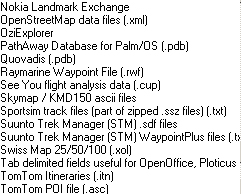 Nokia Landmark Exchange
OpenStreetMap data files (.xml)
OziExplorer
PathAway Database for Palm/OS (.pdb)
Quovadis (.pdb)
Raymarine Waypoint File (.rwf)
See You flight analysis data (.cup)
Skymap / KMD150 ascii files
Sportsim track files (part of zipped .ssz files) (.txt)
Suunto Trek Manager (STM) .sdf files
Suunto Trek Manager (STM) WaypointPlus files (.tx
Swiss Map 25/50/100 (.xol)
Tab delimited fields useful for OpenOffice, Ploticus
TomTom Itineraries (.itn)
TomTom POI file (.asc)